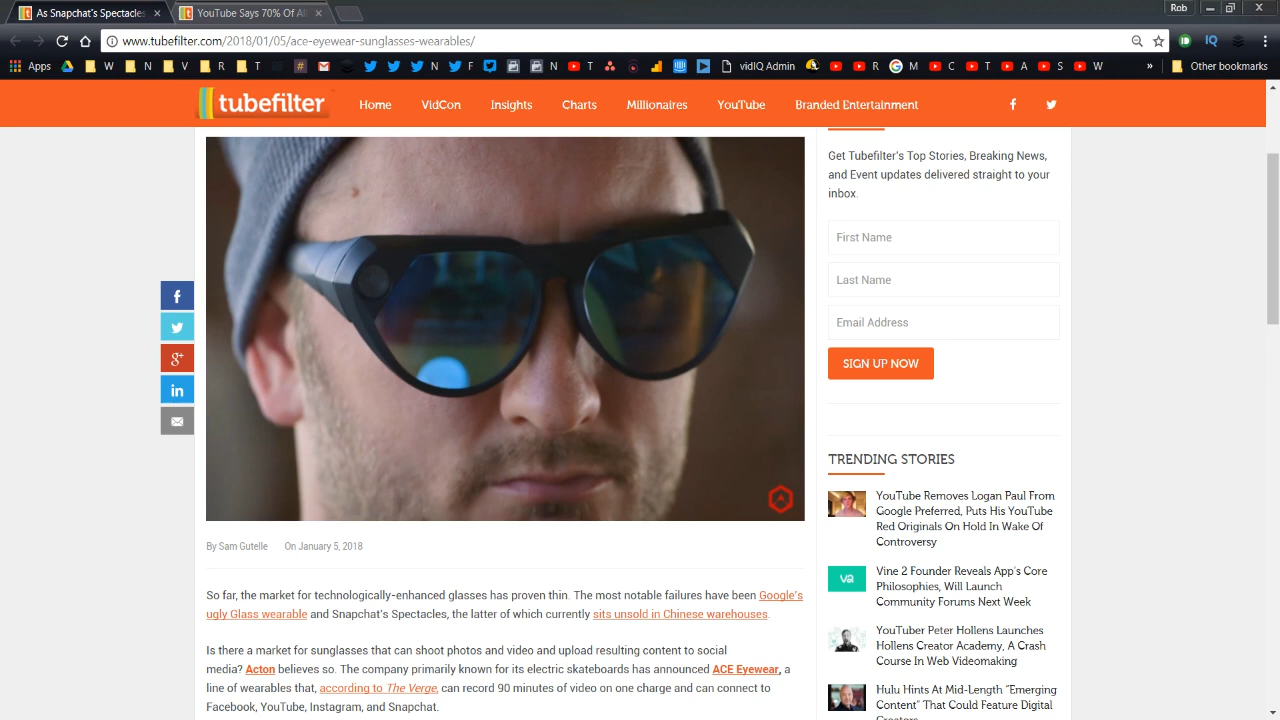 As Snapchat's Spectacles
YouTube Says 70% Of All
Rob
www.tubefilter.com/2018/01/05/ace-eyewear-sunglasses-wearables/
IQ
Apps W N V R T N N F N T T R M C T A S W
vidIQ Admin
» Other bookmarks
tubefilter
Home VidCon Insights Charts Millionaires YouTube Branded Entertainment
Get Tubefilter's Top Stories, Breaking News,
and Event updates delivered straight to your
inbox.
First Name
Last Name
Email Address
SIGN UP NOW
TRENDING STORIES
YouTube Removes Logan Paul From
Google Preferred, Puts His YouTube
Red Originals On Hold In Wake Of
Controversy
va
Vine 2 Founder Reveals App's Core
Philosophies, Will Launch
Community Forums Next Week
YouTuber Peter Hollens Launches
Hollens Creator Academy, A Crash
Course In Web Videomaking
Hulu Hints At Mid-Length "Emerging
Content" That Could Feature Digital
By Sam Gutelle On January 5, 2018
So far, the market for technologically-enhanced glasses has proven thin. The most notable failures have been Google's
ugly Glass wearable and Snapchat's Spectacles, the latter of which currently sits unsold in Chinese warehouses.
Is there a market for sunglasses that can shoot photos and video and upload resulting content to social
media? Acton believes so. The company primarily known for its electric skateboards has announced ACE Eyewear, a
line of wearables that, according to The Verge, can record 90 minutes of video on one charge and can connect to
Facebook, YouTube, Instagram, and Snapchat.